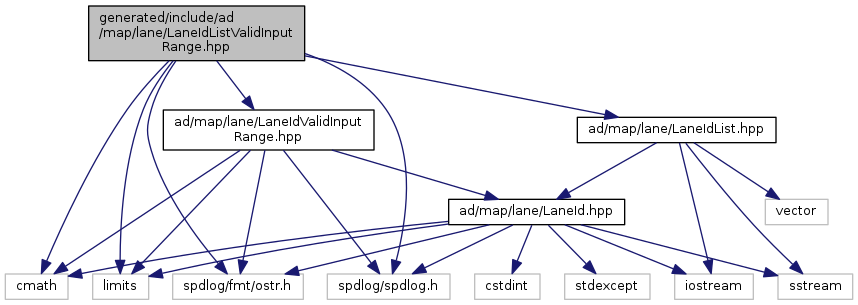 generated/include/ad
/map/lane/LaneIdListValidInput
Range.hpp
ad/map/lane/LaneIdValidInput
Range.hpp
ad/map/lane/LaneIdList.hpp
ad/map/lane/LaneId.hpp
vector
cmath
limits
spdlog/fmt/ostr.h
spdlog/spdlog.h
cstdint
stdexcept
iostream
sstream